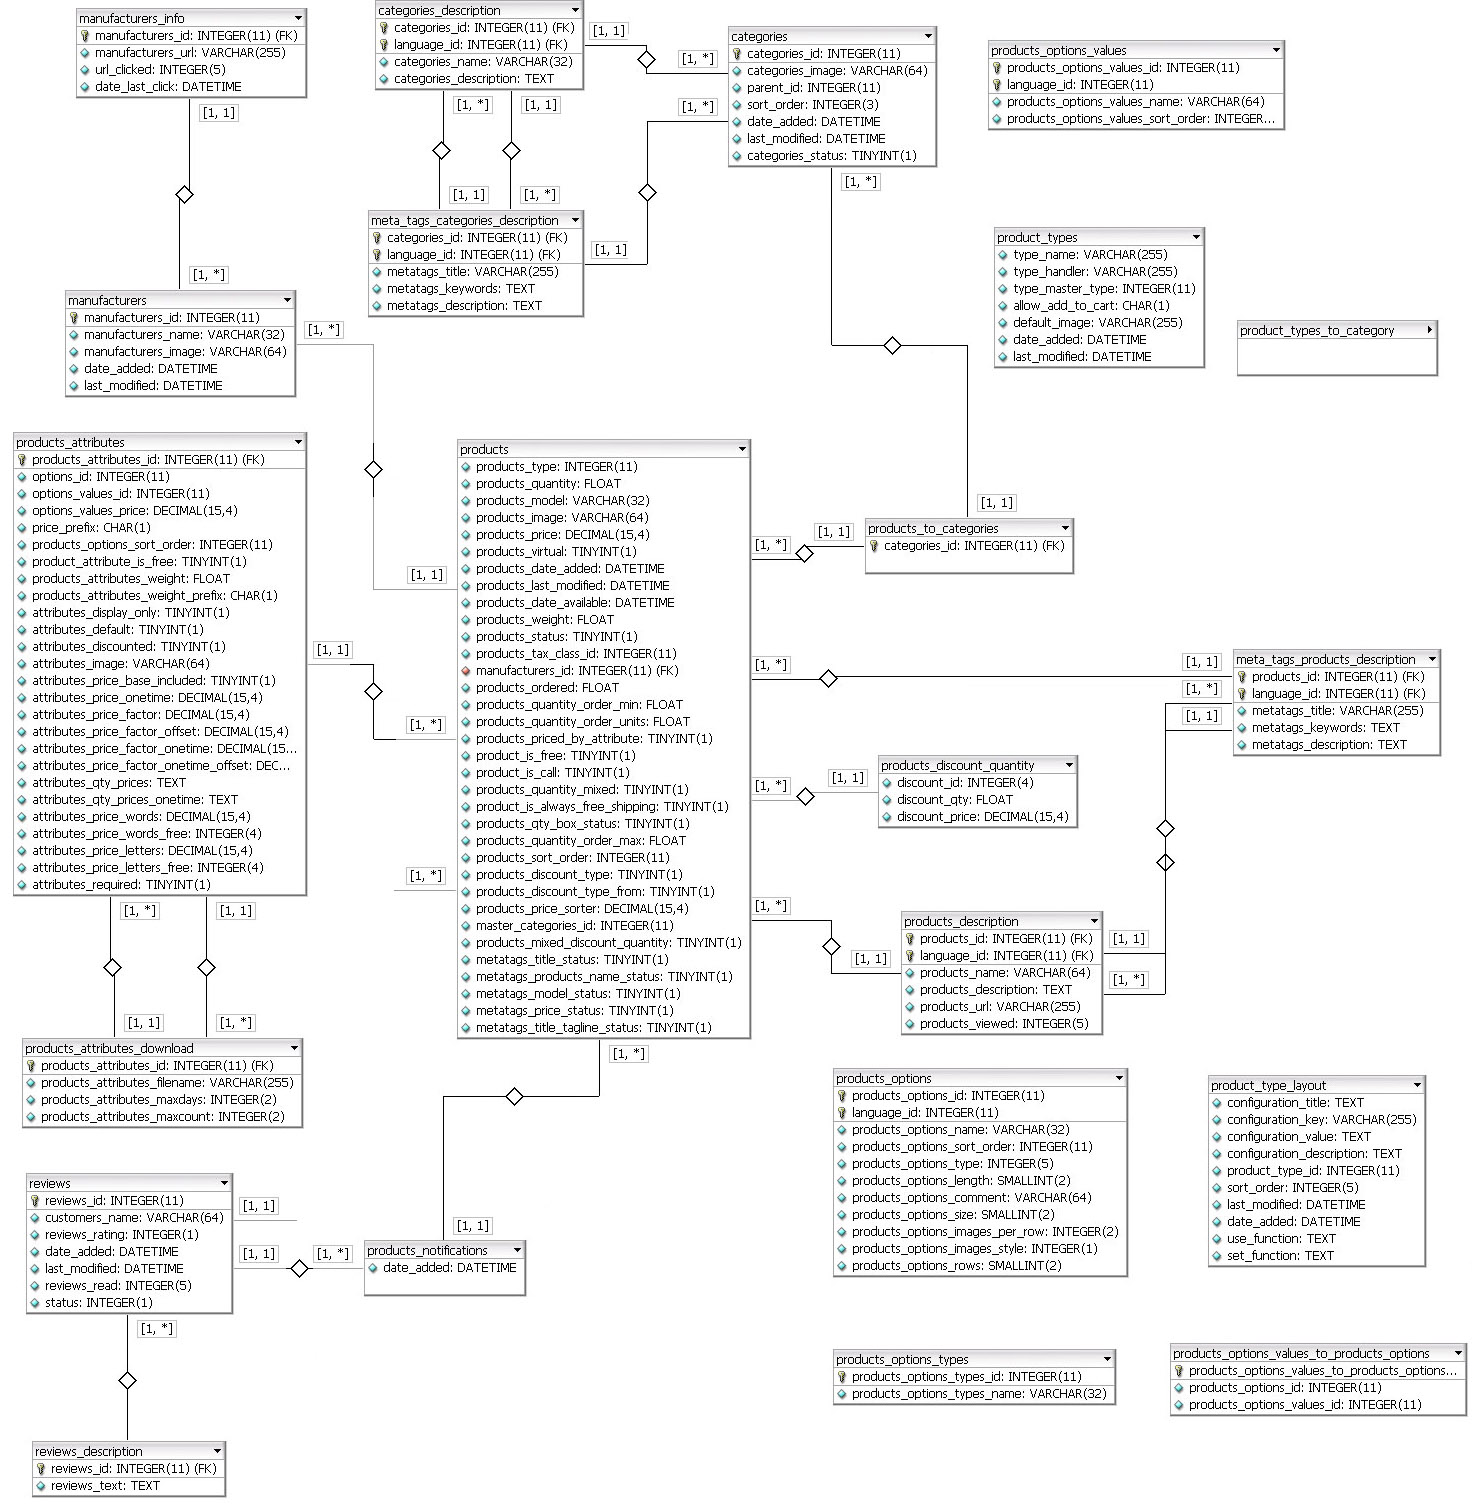 manufacturers_info
manufacturers_id: INTEGER(11) (FK)
manufacturers_url: VARCHAR(255)
url_clicked: INTEGER(5)
date_last_click: DATETIME
[1, 1]
[1, *]
categories_description
categories_id: INTEGER(11) (FK)
language_id: INTEGER(11) (FK)
categories_name: VARCHAR(32)
categories_description: TEXT
[1, 1]
[1, *]
[1, *]
[1, 1]
[1, *]
[1, 1]
[1, *]
categories
categories_id: INTEGER(11)
categories_image: VARCHAR(64)
parent_id: INTEGER(11)
sort_order: INTEGER(3)
date_added: DATETIME
last_modified: DATETIME
categories_status: TINYINT(1)
[1, *]
products_options_values
products_options_values_id: INTEGER(11)
language_id: INTEGER(11)
products_options_values_name: VARCHAR(64)
products_options_values_sort_order: INTEGER...
meta_tags_categories_description
categories_id: INTEGER(11) (FK)
language_id: INTEGER(11) (FK)
metatags_title: VARCHAR(255)
metatags_keywords: TEXT
metatags_description: TEXT
[1, 1]
product_types
type_name: VARCHAR(255)
type_handler: VARCHAR(255)
type_master_type: INTEGER(11)
allow_add_to_cart: CHAR(1)
default_image: VARCHAR(255)
date_added: DATETIME
last_modified: DATETIME
product_types_to_category
manufacturers
manufacturers_id: INTEGER(11)
manufacturers_name: VARCHAR(32)
manufacturers_image: VARCHAR(64)
date_added: DATETIME
last_modified: DATETIME
[1, *]
products_attributes
products_attributes_id: INTEGER(11) (FK)
options_id: INTEGER(11)
options_values_id: INTEGER(11)
options_values_price: DECIMAL(15,4)
price_prefix: CHAR(1)
products_options_sort_order: INTEGER(11)
product_attribute_is_free: TINYINT(1)
products_attributes_weight: FLOAT
products_attributes_weight_prefix: CHAR(1)
attributes_display_only: TINYINT(1)
attributes_default: TINYINT(1)
attributes_discounted: TINYINT(1)
attributes_image: VARCHAR(64)
attributes_price_base_included: TINYINT(1)
attributes_price_onetime: DECIMAL(15,4)
attributes_price_factor: DECIMAL(15,4)
attributes_price_factor_offset: DECIMAL(15,4)
attributes_price_factor_onetime: DECIMAL(15...
attributes_price_factor_onetime_offset: DEC...
attributes_qty_prices: TEXT
attributes_qty_prices_onetime: TEXT
attributes_price_words: DECIMAL(15,4)
attributes_price_words_free: INTEGER(4)
attributes_price_letters: DECIMAL(15,4)
attributes_price_letters_free: INTEGER(4)
attributes_required: TINYINT(1)
[1, *]
[1, 1]
[1, 1]
[1, *]
[1, 1]
[1, 1]
[1, *]
[1, *]
products
products_type: INTEGER(11)
products_quantity: FLOAT
products_model: VARCHAR(32)
products_image: VARCHAR(64)
products_price: DECIMAL(15,4)
products_virtual: TINYINT(1)
products_date_added: DATETIME
products_last_modified: DATETIME
products_date_available: DATETIME
products_weight: FLOAT
products_status: TINYINT(1)
products_tax_class_id: INTEGER(11)
manufacturers_id: INTEGER(11) (FK)
products_ordered: FLOAT
products_quantity_order_min: FLOAT
products_quantity_order_units: FLOAT
products_priced_by_attribute: TINYINT(1)
product_is_free: TINYINT(1)
product_is_call: TINYINT(1)
products_quantity_mixed: TINYINT(1)
product_is_always_free_shipping: TINYINT(1)
products_qty_box_status: TINYINT(1)
products_quantity_order_max: FLOAT
products_sort_order: INTEGER(11)
products_discount_type: TINYINT(1)
products_discount_type_from: TINYINT(1)
products_price_sorter: DECIMAL(15,4)
master_categories_id: INTEGER(11)
products_mixed_discount_quantity: TINYINT(1)
metatags_title_status: TINYINT(1)
metatags_products_name_status: TINYINT(1)
metatags_model_status: TINYINT(1)
metatags_price_status: TINYINT(1)
metatags_title_tagline_status: TINYINT(1)
[1, *]
[1, 1]
[1, *]
[1, 1]
products_to_categories
categories_id: INTEGER(11) (FK)
[1, *]
[1, 1]
[1, *]
[1, 1]
meta_tags_products_description
products_id: INTEGER(11) (FK)
language_id: INTEGER(11) (FK)
metatags_title: VARCHAR(255)
metatags_keywords: TEXT
metatags_description: TEXT
[1, *]
[1, 1]
products_discount_quantity
discount_id: INTEGER(4)
discount_qty: FLOAT
discount_price: DECIMAL(15,4)
[1, *]
[1, 1]
products_description
products_id: INTEGER(11) (FK)
language_id: INTEGER(11) (FK)
products_name: VARCHAR(64)
products_description: TEXT
products_url: VARCHAR(255)
products_viewed: INTEGER(5)
[1, 1]
[1, *]
products_attributes_download
products_attributes_id: INTEGER(11) (FK)
products_attributes_filename: VARCHAR(255)
products_attributes_maxdays: INTEGER(2)
products_attributes_maxcount: INTEGER(2)
products_options
products_options_id: INTEGER(11)
language_id: INTEGER(11)
products_options_name: VARCHAR(32)
products_options_sort_order: INTEGER(11)
products_options_type: INTEGER(5)
products_options_length: SMALLINT(2)
products_options_comment: VARCHAR(64)
products_options_size: SMALLINT(2)
products_options_images_per_row: INTEGER(2)
products_options_images_style: INTEGER(1)
products_options_rows: SMALLINT(2)
product_type_layout
configuration_title: TEXT
configuration_key: VARCHAR(255)
configuration_value: TEXT
configuration_description: TEXT
product_type_id: INTEGER(11)
sort_order: INTEGER(5)
last_modified: DATETIME
date_added: DATETIME
use_function: TEXT
set_function: TEXT
reviews
reviews_id: INTEGER(11)
customers_name: VARCHAR(64)
reviews_rating: INTEGER(1)
date_added: DATETIME
last_modified: DATETIME
reviews_read: INTEGER(5)
status: INTEGER(1)
[1, 1]
[1, 1]
[1, *]
[1, *]
[1, 1]
products_notifications
date_added: DATETIME
products_options_types
products_options_types_id: INTEGER(11)
products_options_types_name: VARCHAR(32)
products_options_values_to_products_options
products_options_values_to_products_options...
products_options_id: INTEGER(11)
products_options_values_id: INTEGER(11)
reviews_description
reviews_id: INTEGER(11) (FK)
reviews_text: TEXT